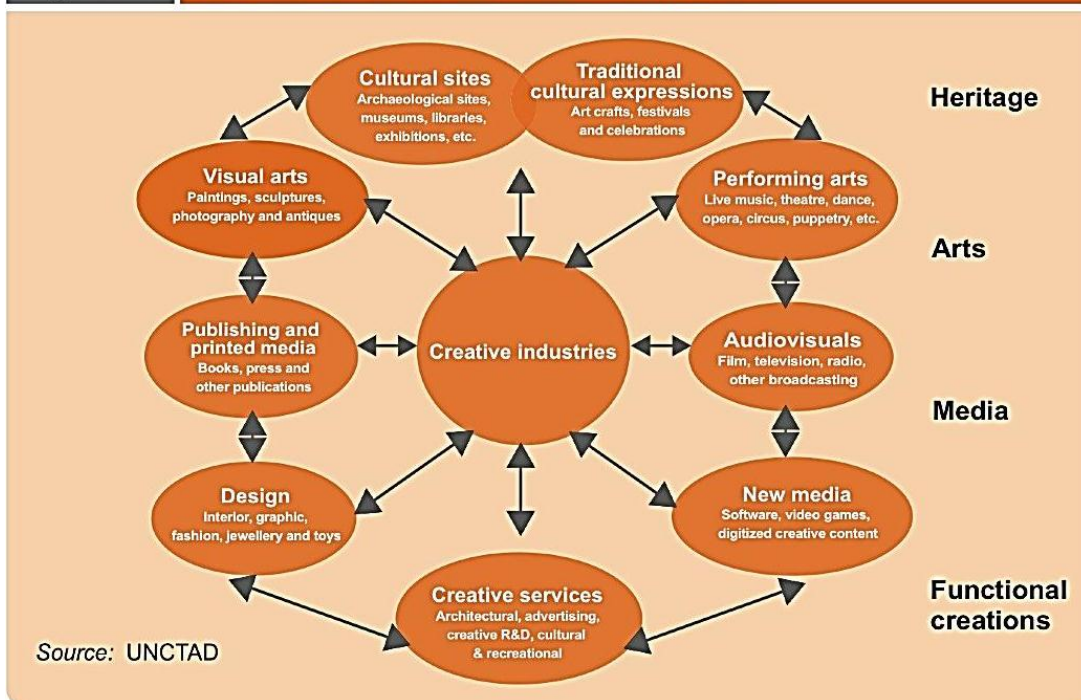 Cultural sites
Archaeological sites,
museums, libraries,
exhibitions, etc.
Traditional
cultural expressions
Art crafts, festivals
and celebrations
Heritage
Visual arts
Paintings, sculptures,
photography and antiques
Performing arts
Live music, theatre, dance,
opera, circus, puppetry, etc.
Arts
Publishing and
printed media
Books, press and
other publications
Creative industries
Audiovisuals
Film, television, radio,
other broadcasting
Media
Design
Interior, graphic,
fashion, jewellery and toys
New media
Software, video games,
digitized creative content
Creative services
Architectural, advertising,
creative R&D, cultural
& recreational
Functional
creations
Source: UNCTAD